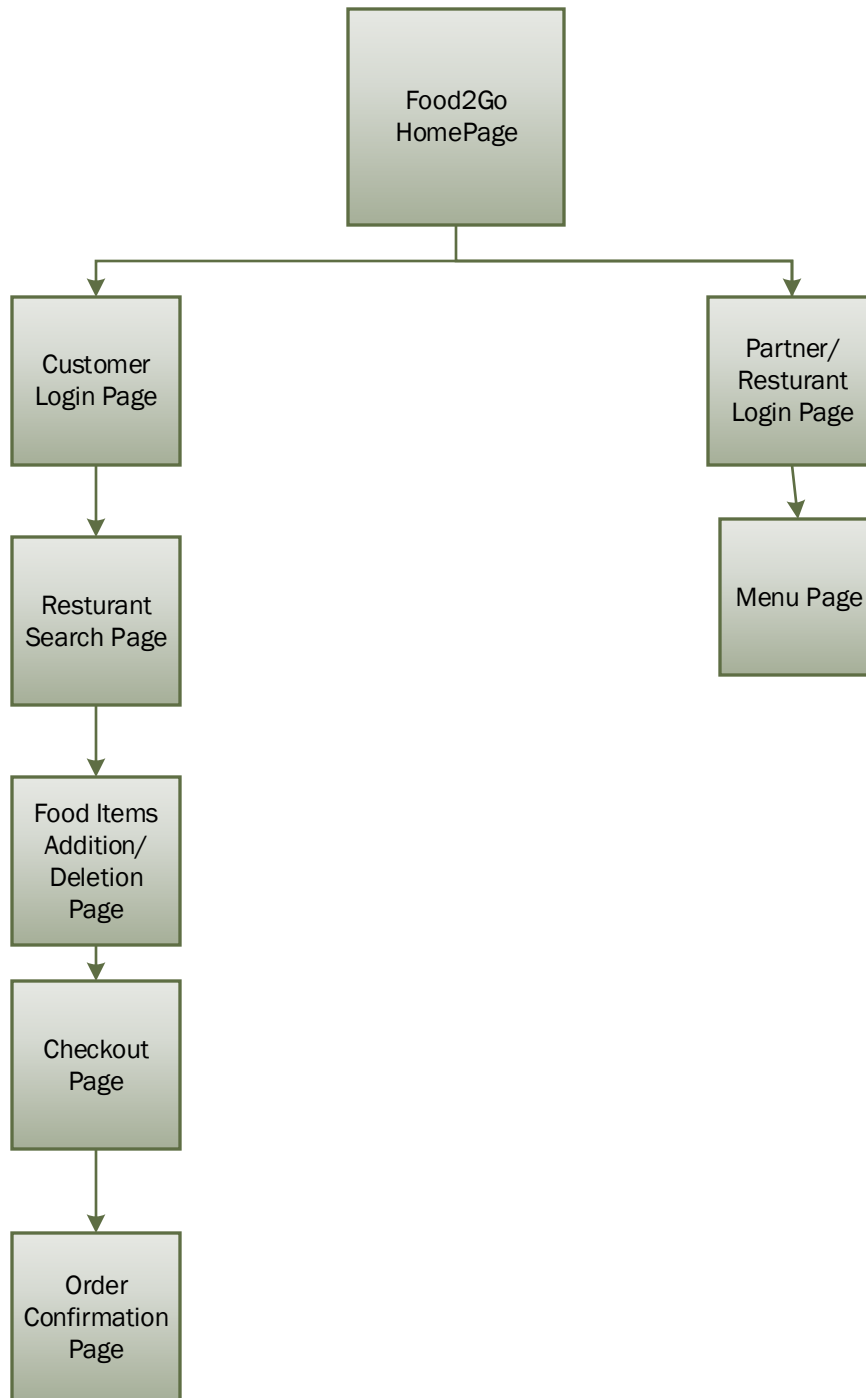 Food2Go
HomePage
Customer
Login Page
Partner/
Resturant
Login Page
Resturant
Search Page
Menu Page
Food Items
Addition/
Deletion
Page
Checkout
Page
Order
Confirmation
Page